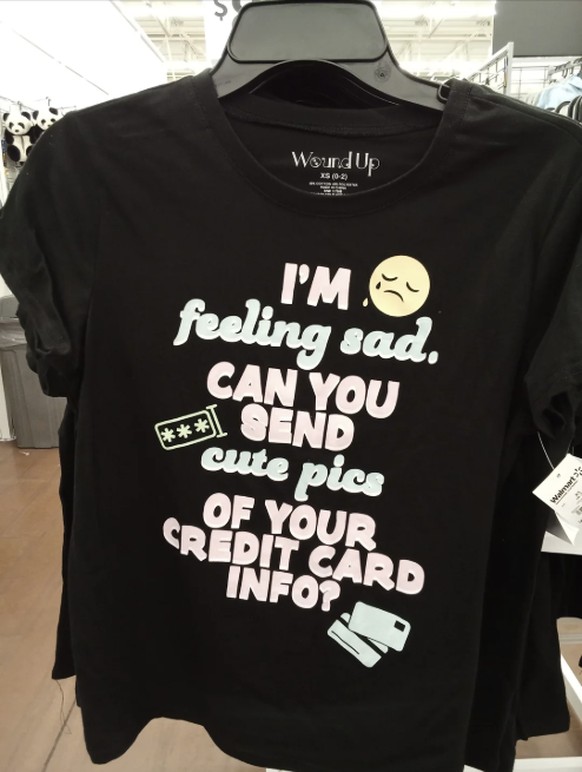 $
Wound Up
XS (0-2)
I'M
feeling sad.
CAN YOU
SEND
***
cute pics
OF YOUR
CREDIT CARD
INFO?
Walmart